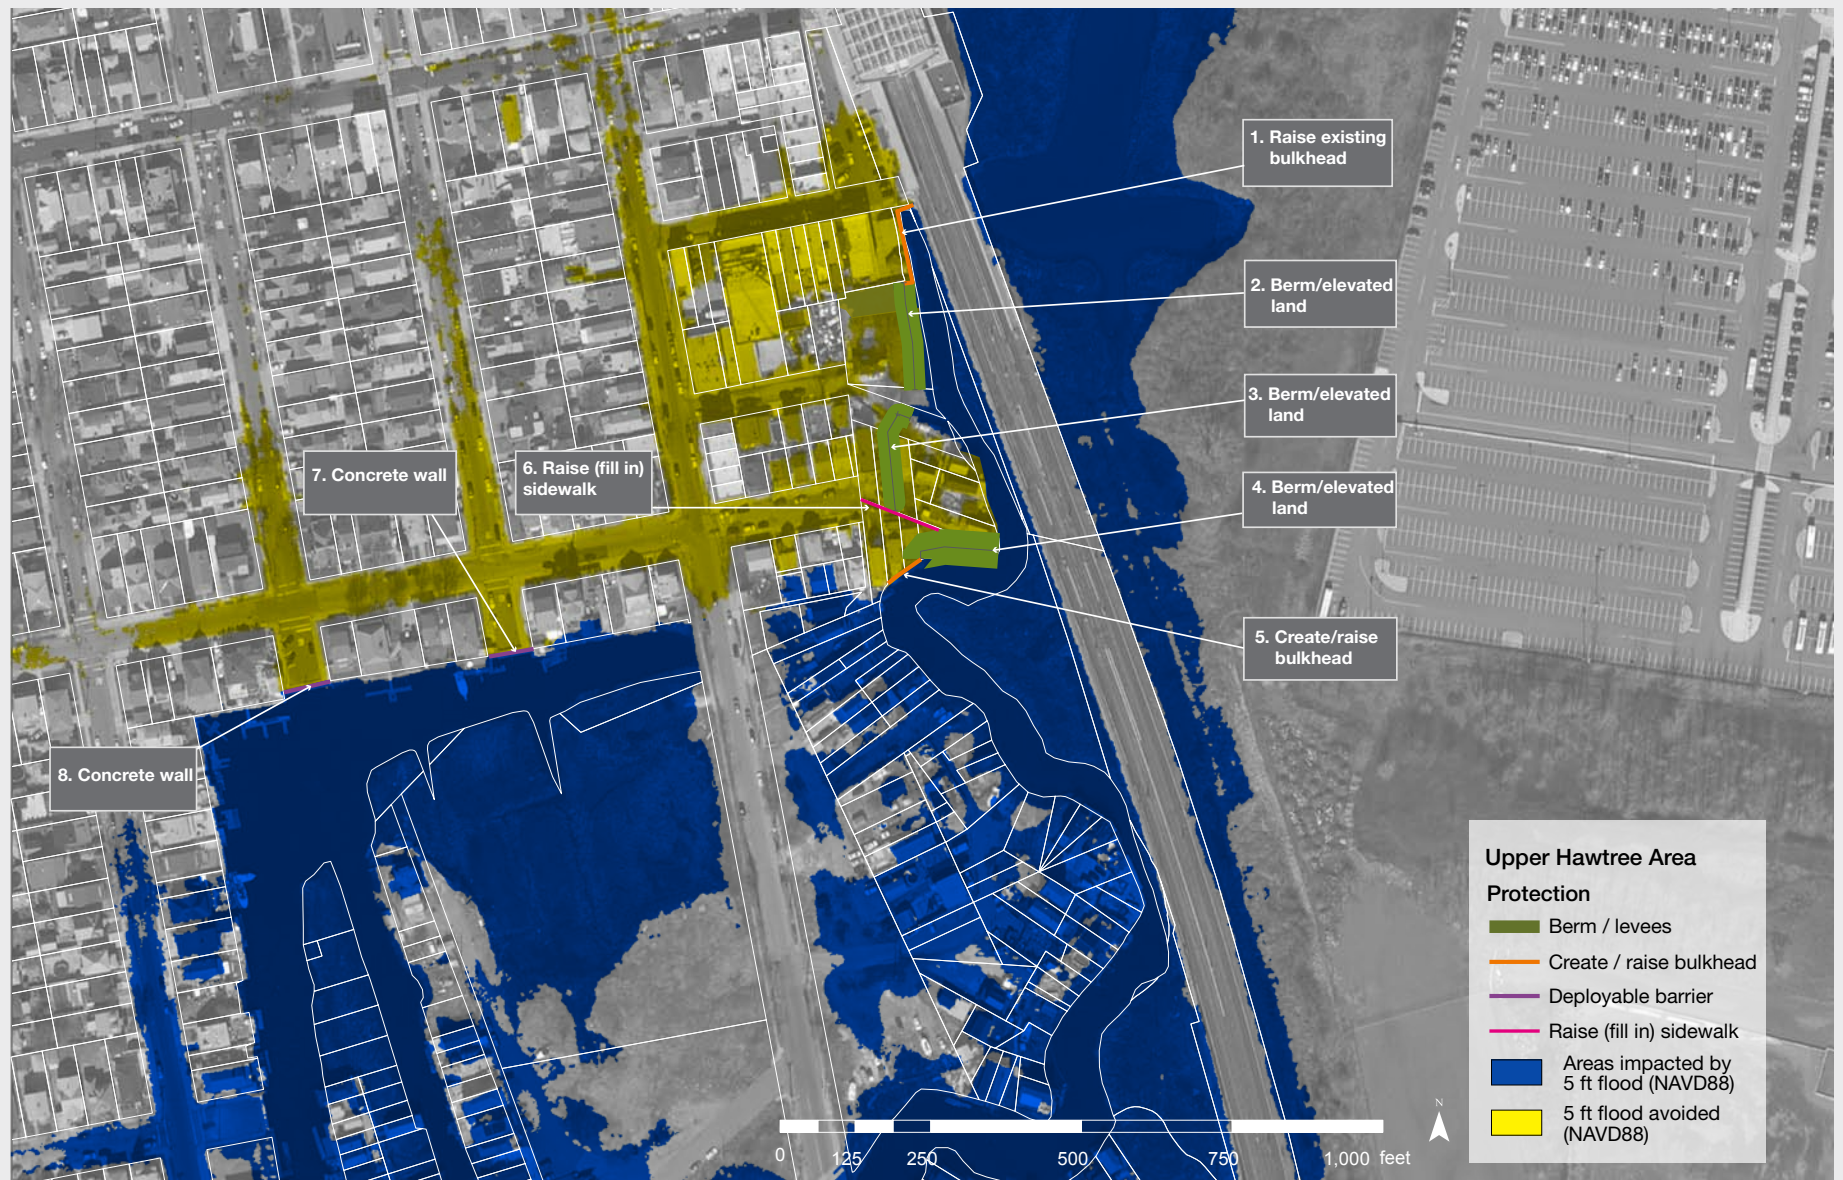 1. Raise existing
bulkhead
2. Berm/elevated
land
3. Berm/elevated
land
7. Concrete wall
6. Raise (fill in)
sidewalk
4. Berm/elevated
land
5. Create/raise
bulkhead
8. Concrete wall
Upper Hawtree Area
Protection
Berm / levees
Create / raise bulkhead
Deployable barrier
Raise (fill in) sidewalk
Areas impacted by
5 ft flood (NAVD88)
5 ft flood avoided
(NAVD88)
N
0 125 250 500 750 1,000 feet